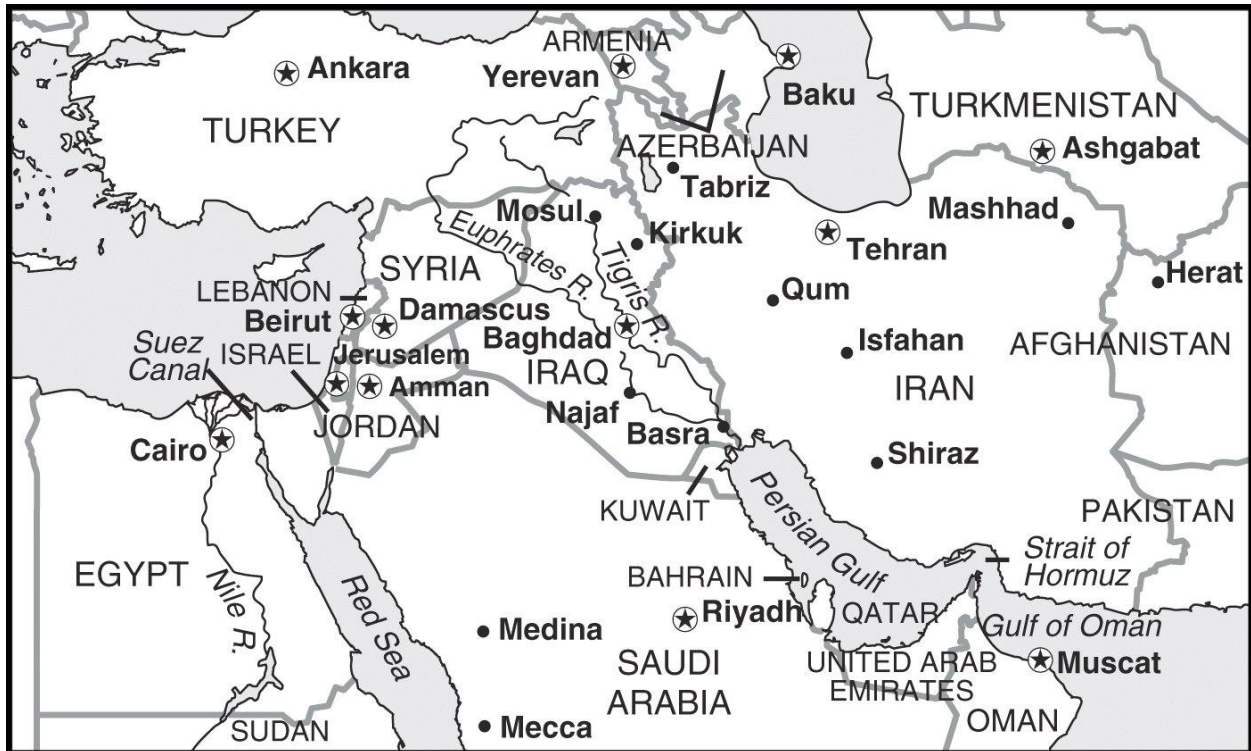 ARMENIA
Ankara
Yerevan
Baku
TURKEY
TURKMENISTAN
AZERBAIJAN
Ashgabat
Tabriz
Mosul
Mashhad
Euphrates R.
Kirkuk
Tehran
Tigris R.
SYRIA
Herat
LEBANON
Qum
Beirut
Damascus
Baghdad
Suez
Canal
ISRAEL
Jerusalem
Isfahan
AFGHANISTAN
IRAQ
Amman
IRAN
Najaf
JORDAN
Basra
Cairo
Shiraz
KUWAIT
Persian Gulf
PAKISTAN
Strait of
Hormuz
EGYPT
Nile R.
Red Sea
BAHRAIN
Riyadh
QATAR
Gulf of Oman
Medina
SAUDI
ARABIA
UNITED ARAB
EMIRATES
Muscat
SUDAN
Mecca
OMAN